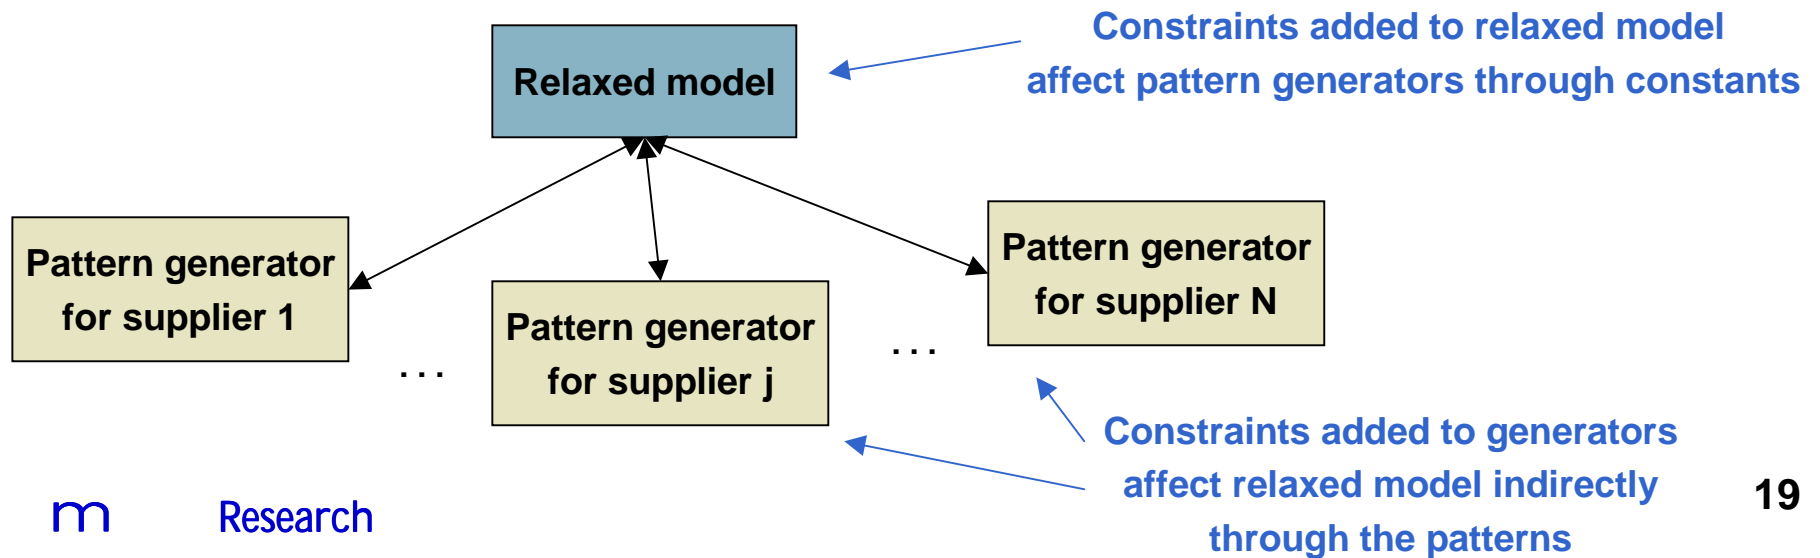 Constraints added to relaxed model
affect pattern generators through constants
Relaxed model
Pattern generator
for supplier 1
. . .
Pattern generator
for supplier j
. . .
Pattern generator
for supplier N
Constraints added to generators
affect relaxed model indirectly
through the patterns
m Research
19